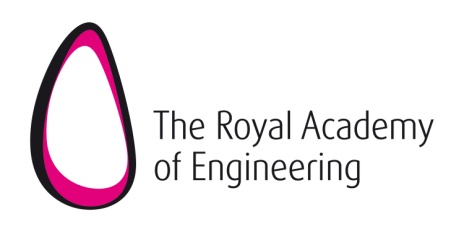 The Royal Academy
of Engineering